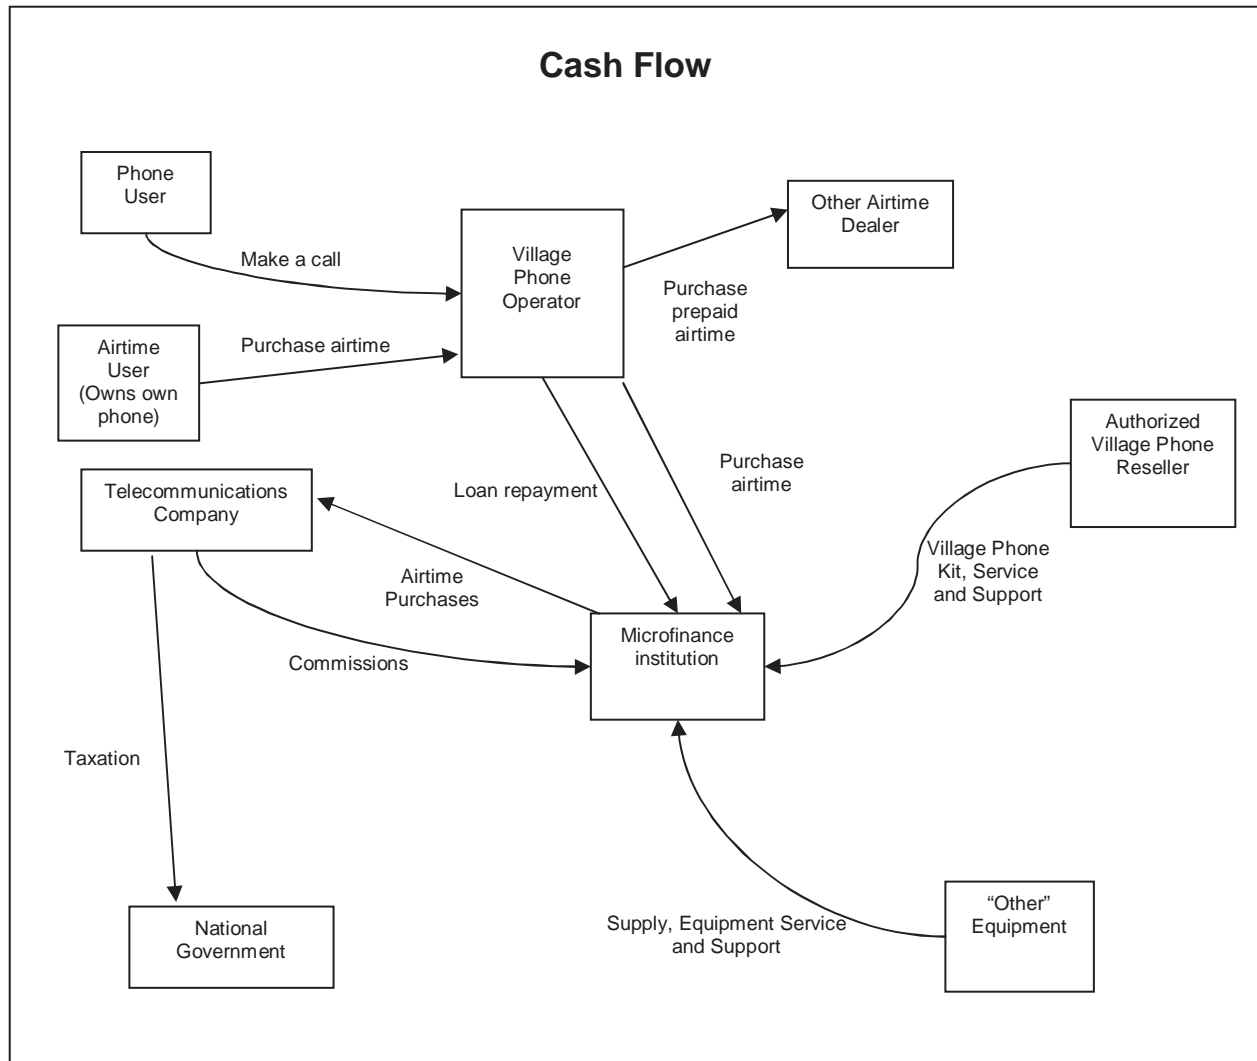 Cash Flow
Phone
User
Other Airtime
Dealer
Village
Phone
Operator
Make a call
Purchase
prepaid
airtime
Airtime
User
(Owns own
phone)
Purchase airtime
Authorized
Village Phone
Reseller
Purchase
airtime
Loan repayment
Telecommunications
Company
Village Phone
Kit, Service
and Support
Airtime
Purchases
Microfinance
institution
Commissions
Taxation
"Other"
Equipment
Supply, Equipment Service
and Support
National
Government